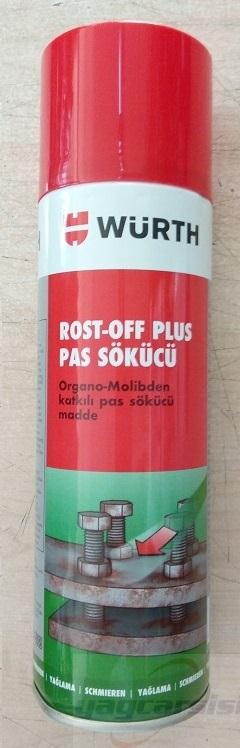 WÜRTH
ROST-OFF PLUS
PAS SÖKÜCÜ
Organo-Molibden
katkılı pas sökücü
madde
YAĞLAMA | SCHMIEREN | YAĞLAMA | SCHMIEREN